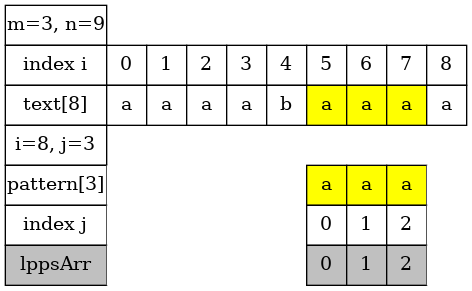 m=3, n=9
index i 0 1 2 3 4 5 6 7 8
text[8] a a a a b a a a a
i=8, j=3
pattern[3] a a a
index j 0 1 2
lppsArr 0 1 2